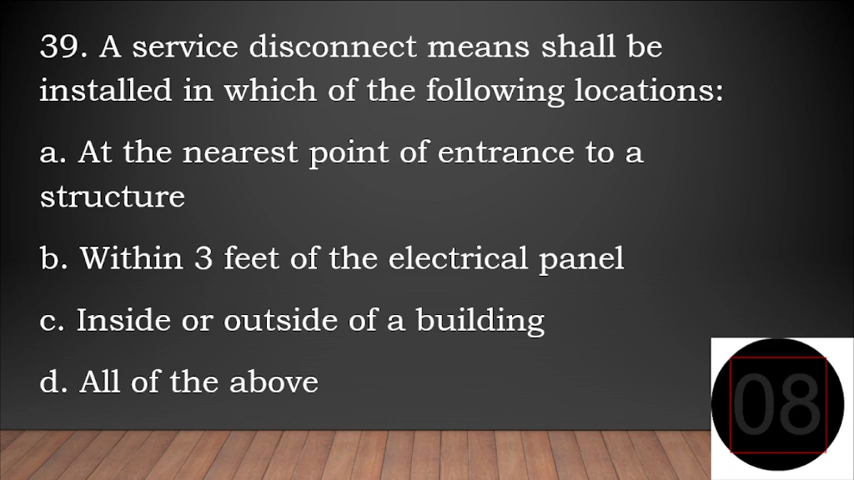 39. A service disconnect means shall be
installed in which of the following locations:
a. At the nearest point of entrance to a
structure
b. Within 3 feet of the electrical panel
c. Inside or outside of a building
d. All of the above
08